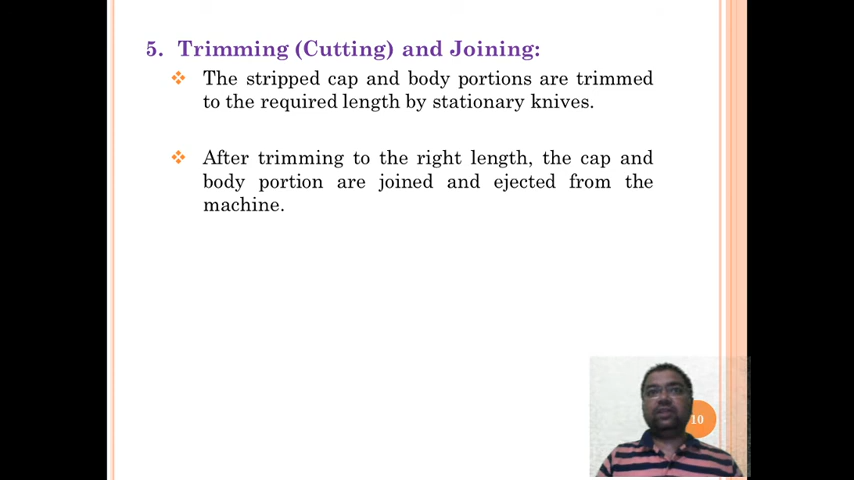 5. Trimming (Cutting) and Joining:
❖ The stripped cap and body portions are trimmed
to the required length by stationary knives.
❖ After trimming to the right length, the cap and
body portion are joined and ejected from the
machine.
10